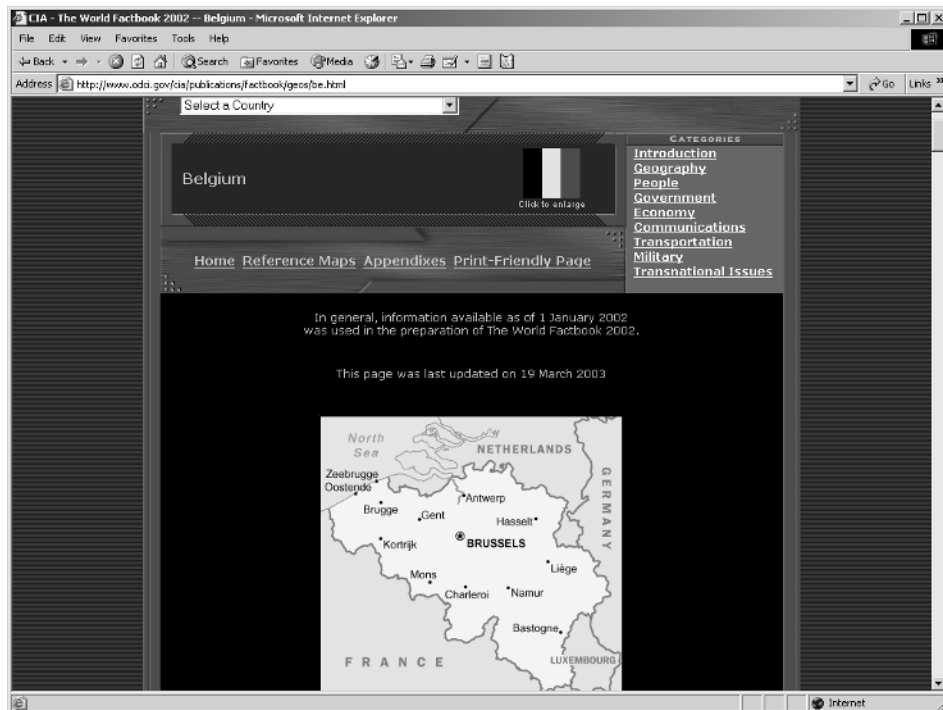 CIA - The World Factbook 2002 -- Belgium - Microsoft Internet Explorer
File Edit View Favorites Tools Help
Back Search Favorites Media
Address http://www.odci.gov/cia/publications/factbook/geos/be.html Go Links »
Select a Country
Belgium
Click to enlarge
CATEGORIES
Introduction
Geography
People
Government
Economy
Communications
Transportation
Military
Transnational Issues
Home Reference Maps Appendixes Print-Friendly Page
In general, information available as of 1 January 2002
was used in the preparation of The World Factbook 2002.
This page was last updated on 19 March 2003
North
Sea
NETHERLANDS
GERMANY
Zeebrugge
Oostende
Antwerp
Brugge
Gent
Hasselt
Kortrijk
BRUSSELS
Liège
Mons
Charleroi
Namur
Bastogne
FRANCE
LUXEMBOURG
Internet